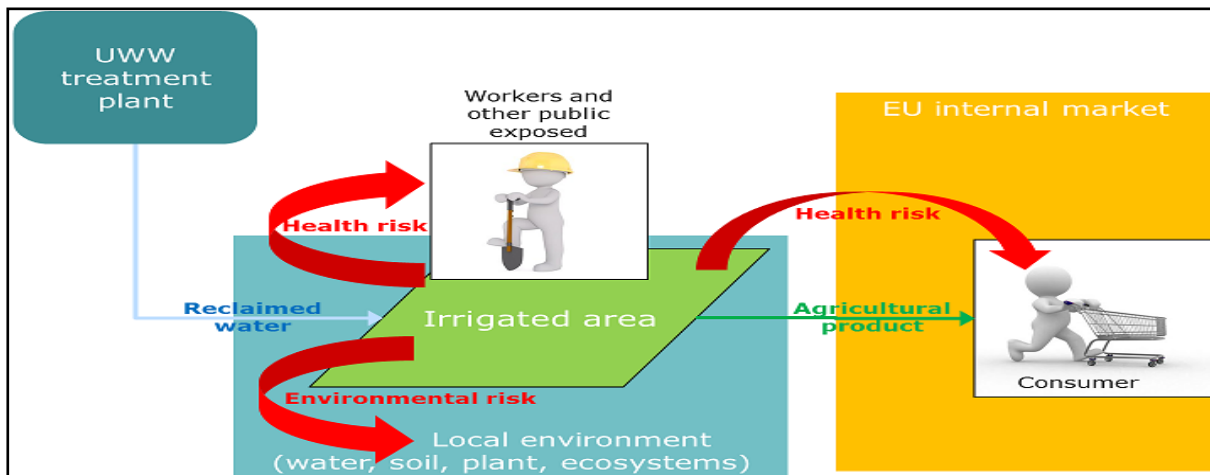 UWW
treatment
plant
Workers and
other public
exposed
EU internal market
Health risk
Health risk
Reclaimed
water
Irrigated area
Agricultural
product
Consumer
Environmental risk
Local environment
(water, soil, plant, ecosystems)